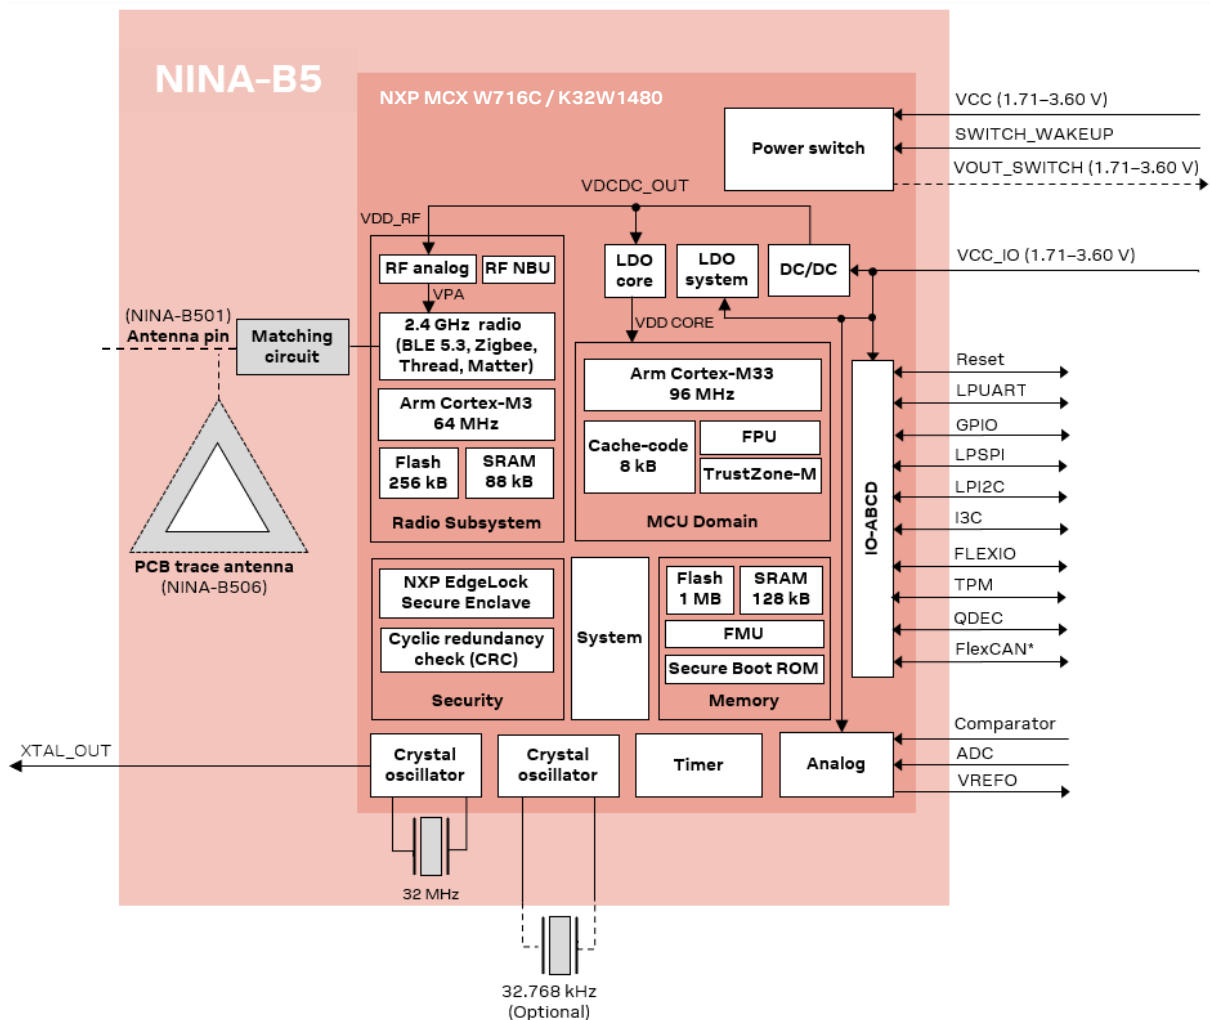 NINA-B5
NXP MCX W716C / K32W1480
VCC (1.71–3.60 V)
SWITCH_WAKEUP
VOUT_SWITCH (1.71–3.60 V)
Power switch
VDCDC_OUT
VDD_RF
RF analog
RF NBU
LDO
core
LDO
system
DC/DC
VCC_IO (1.71–3.60 V)
VPA
VDD CORE
(NINA-B501)
Antenna pin
Matching
circuit
2.4 GHz radio
(BLE 5.3, Zigbee,
Thread, Matter)
Arm Cortex-M3
64 MHz
Flash
256 kB
SRAM
88 kB
Radio Subsystem
Arm Cortex-M33
96 MHz
Cache-code
8 kB
FPU
TrustZone-M
MCU Domain
IO-ABCD
Reset
LPUART
GPIO
LPSPI
LPI2C
I3C
FLEXIO
TPM
QDEC
FlexCAN*
PCB trace antenna
(NINA-B506)
NXP EdgeLock
Secure Enclave
Cyclic redundancy
check (CRC)
Security
System
Flash
1 MB
SRAM
128 kB
FMU
Secure Boot ROM
Memory
XTAL_OUT
Crystal
oscillator
Crystal
oscillator
Timer
Analog
Comparator
ADC
VREFO
32 MHz
32.768 kHz
(Optional)